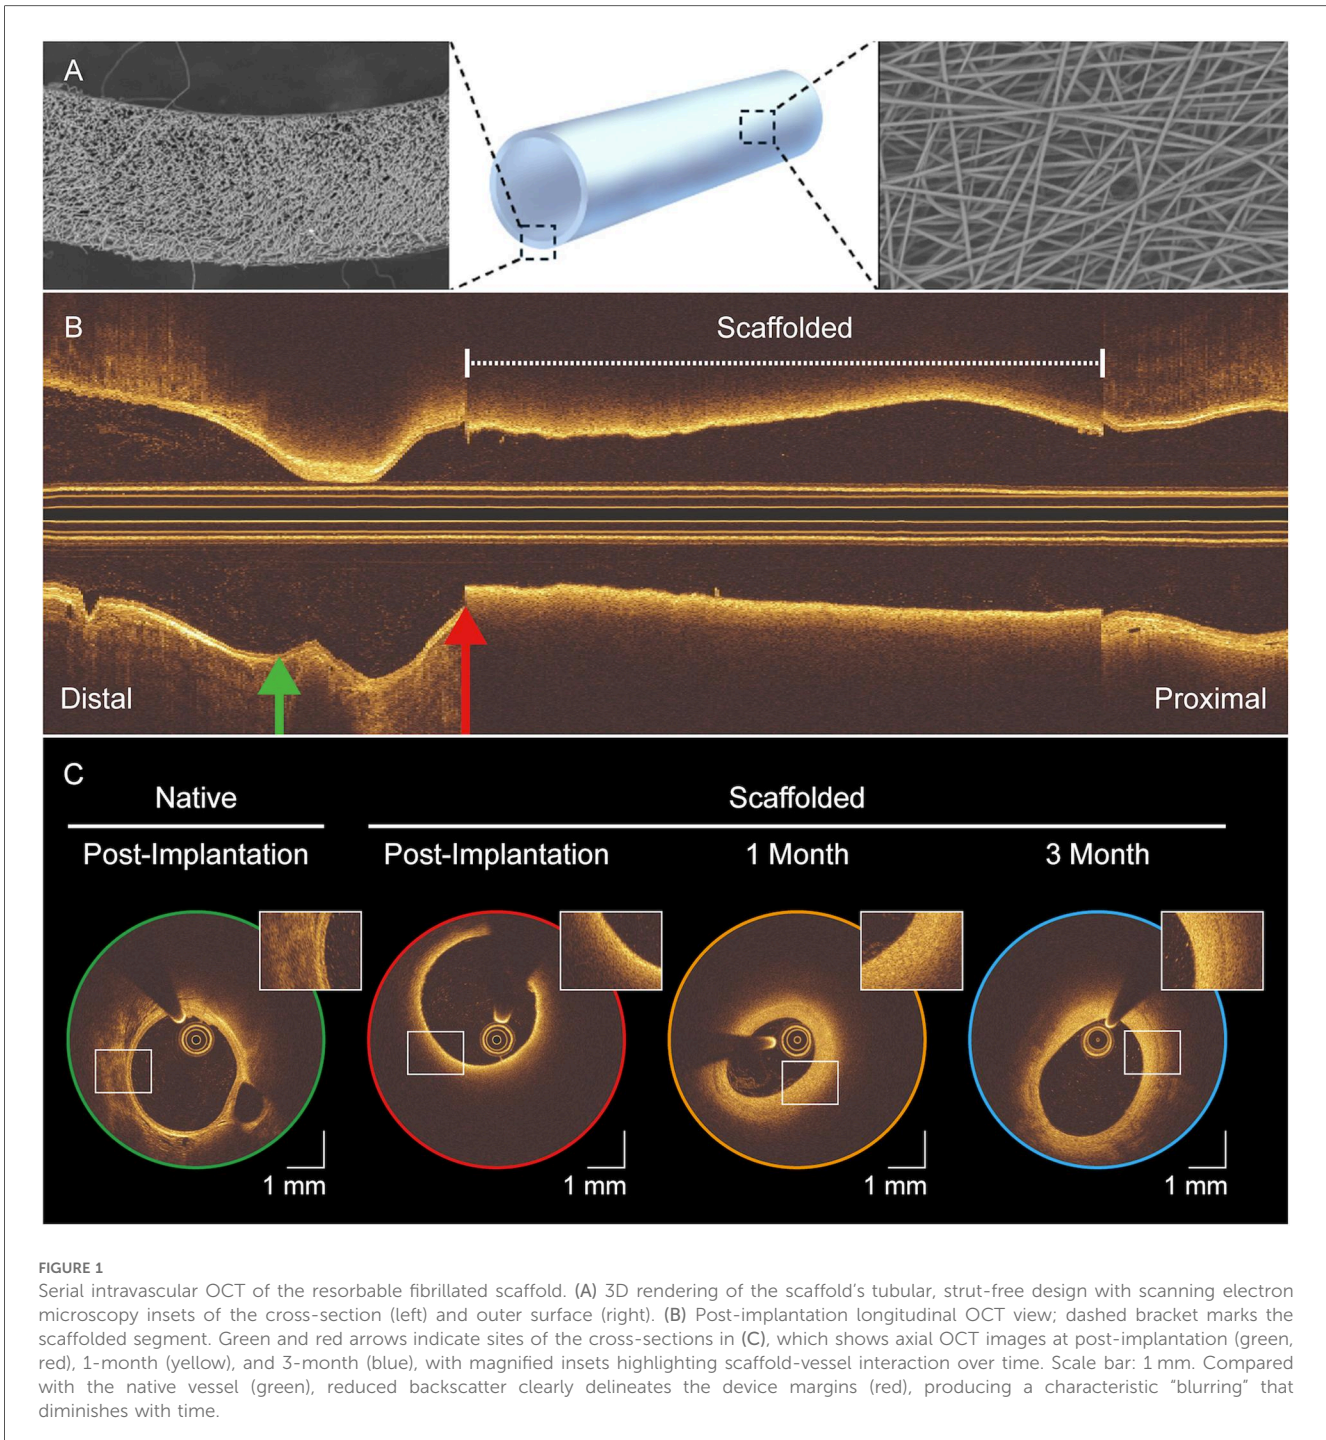 A
B
Scaffolded
Distal
Proximal
C
Native
Scaffolded
Post-Implantation
Post-Implantation
1 Month
3 Month
1 mm
1 mm
1 mm
1 mm
FIGURE 1
Serial intravascular OCT of the resorbable fibrillated scaffold. (A) 3D rendering of the scaffold’s tubular, strut-free design with scanning electron
microscopy insets of the cross-section (left) and outer surface (right). (B) Post-implantation longitudinal OCT view; dashed bracket marks the
scaffolded segment. Green and red arrows indicate sites of the cross-sections in (C), which shows axial OCT images at post-implantation (green,
red), 1-month (yellow), and 3-month (blue), with magnified insets highlighting scaffold-vessel interaction over time. Scale bar: 1 mm. Compared
with the native vessel (green), reduced backscatter clearly delineates the device margins (red), producing a characteristic “blurring” that
diminishes with time.